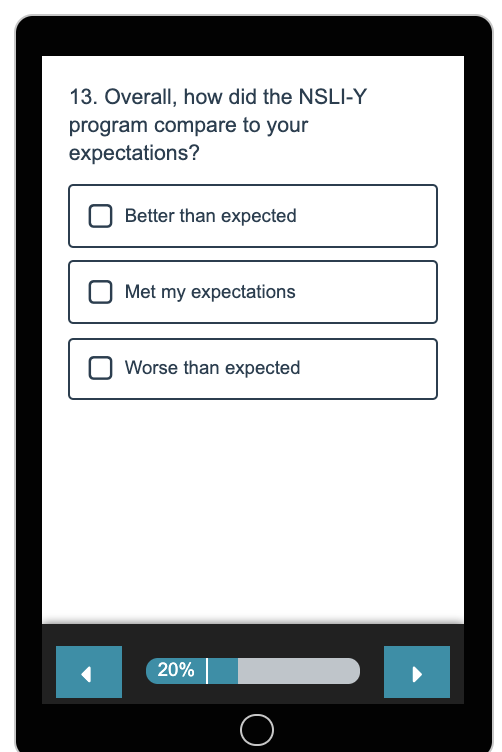 13. Overall, how did the NSLI-Y
program compare to your
expectations?
Better than expected
Met my expectations
Worse than expected
20%